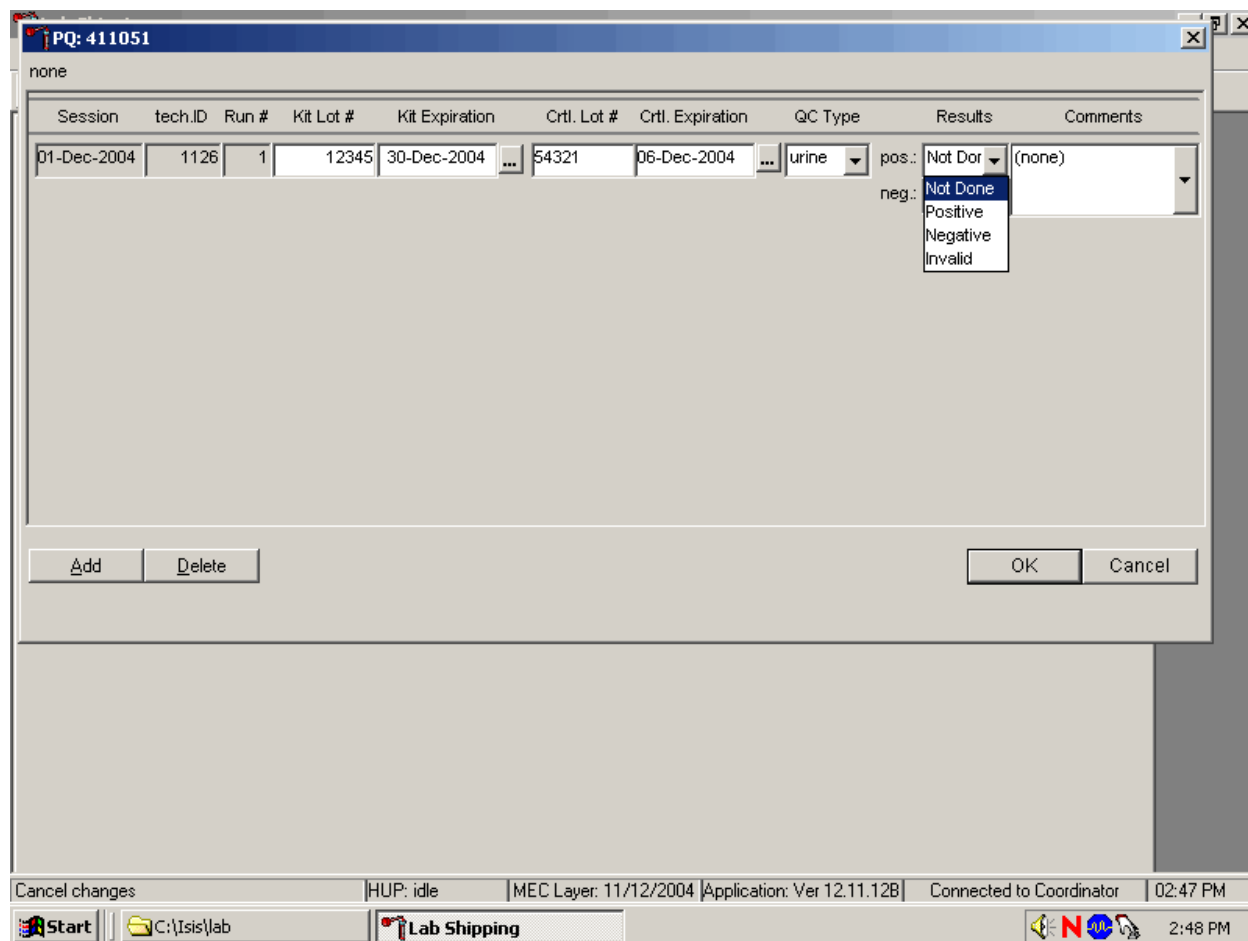 PQ: 411051
none
Session tech.ID Run # Kit Lot # Kit Expiration Crtl. Lot # Crtl. Expiration QC Type Results Comments
01-Dec-2004 1126 1 12345 30-Dec-2004 ... 54321 06-Dec-2004 ... urine pos.: Not Dor (none)
neg.: Not Done
Positive
Negative
Invalid
Add Delete OK Cancel
Cancel changes HUP: idle MEC Layer: 11/12/2004 Application: Ver 12.11.12B Connected to Coordinator 02:47 PM
Start C:\Isis\lab Lab Shipping N 2:48 PM